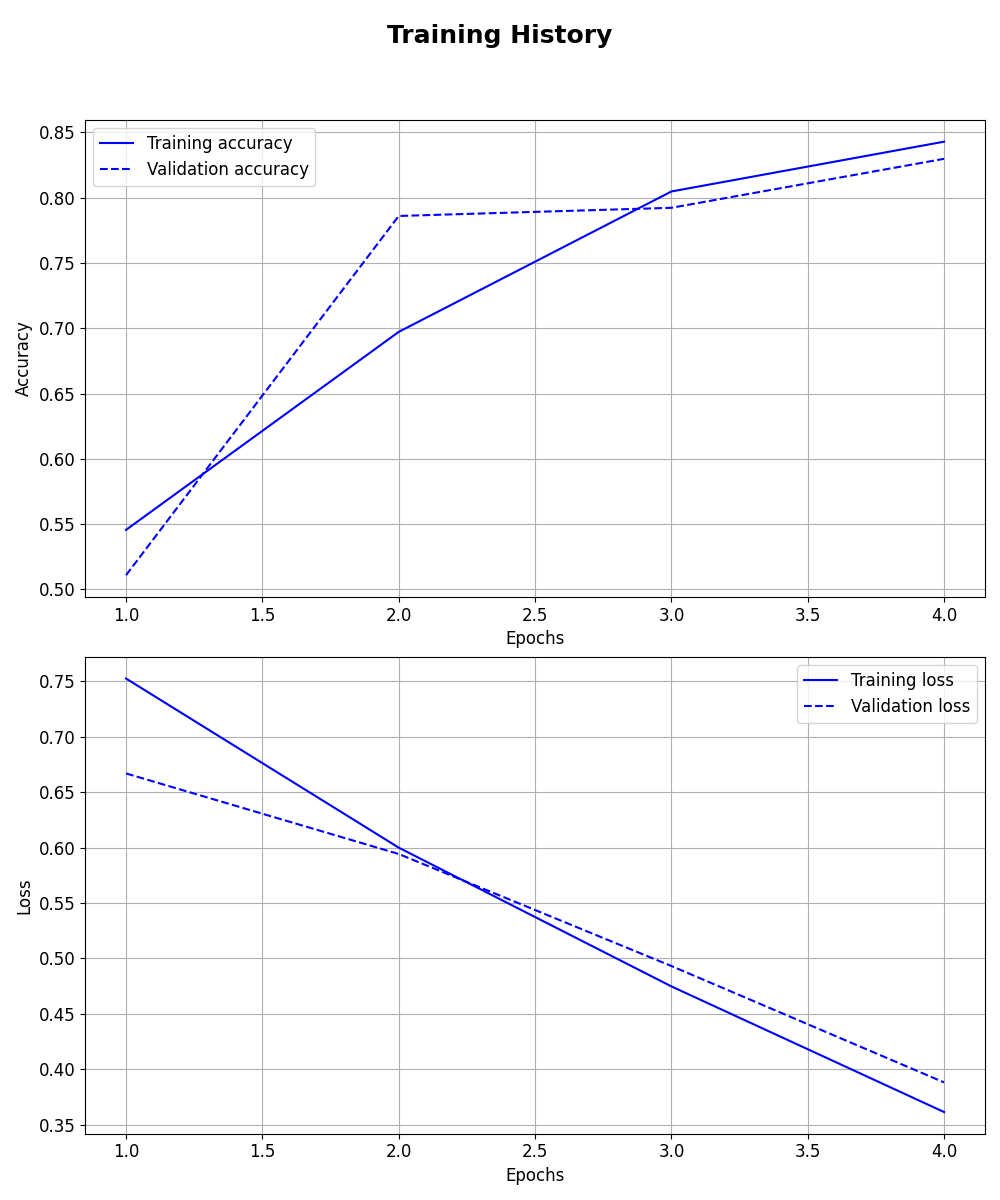 Training History
0.85
0.80
0.75
0.70
0.65
0.60
0.55
0.50
Accuracy
Training accuracy
Validation accuracy
1.0 1.5 2.0 2.5 3.0 3.5 4.0
Epochs
0.75
0.70
0.65
0.60
0.55
0.50
0.45
0.40
0.35
Loss
Training loss
Validation loss
1.0 1.5 2.0 2.5 3.0 3.5 4.0
Epochs